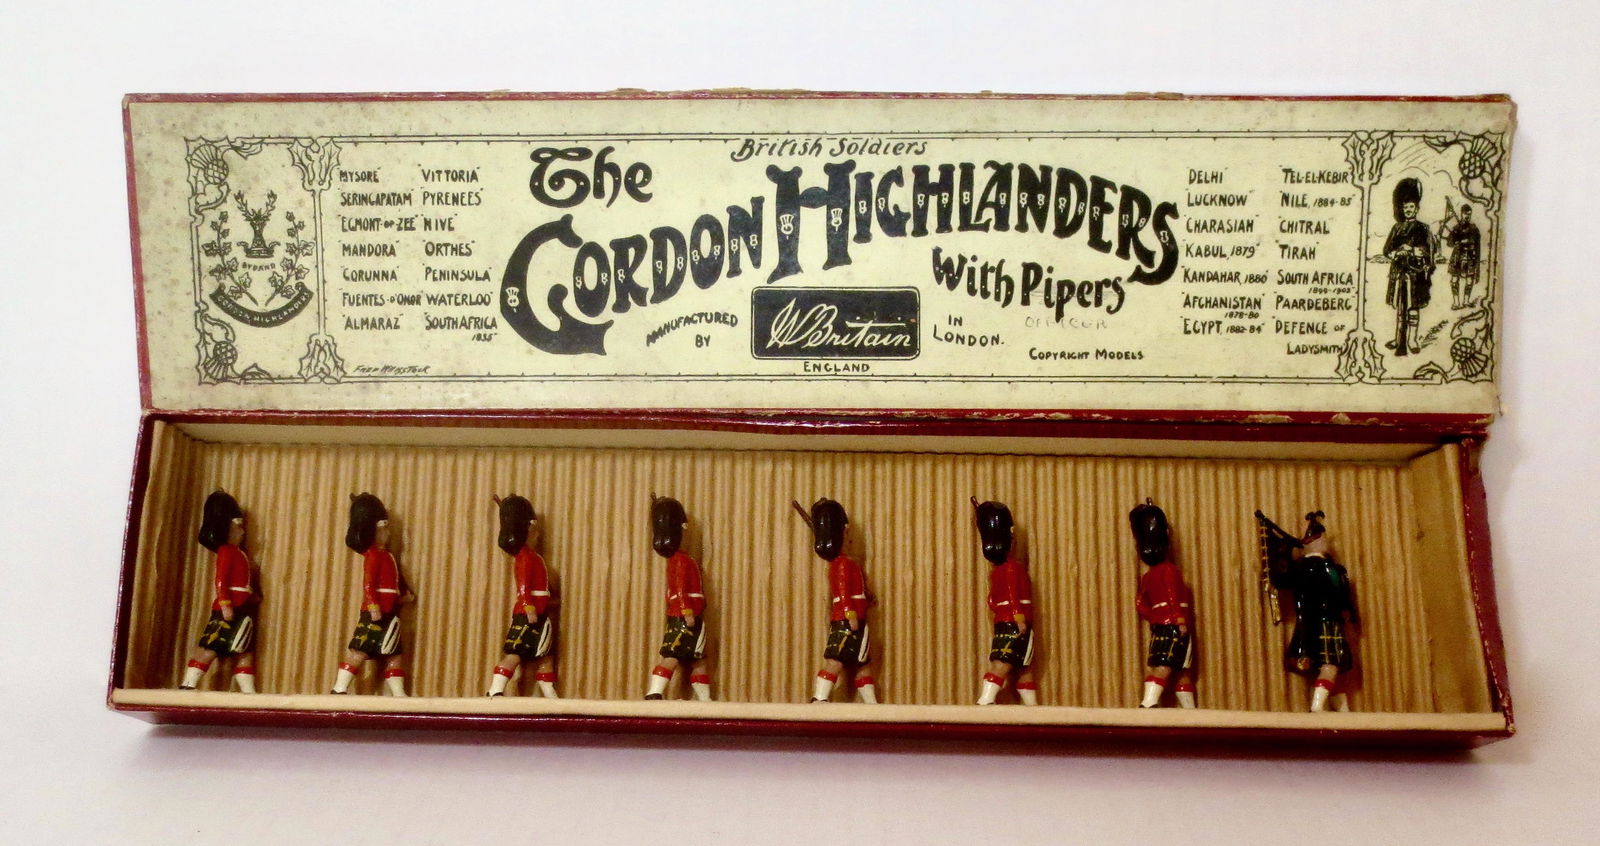 British Soldiers
The
Gordon Highlanders
With Pipers
Manufactured
by
W Britain
England
in
London.
Copyright Models
"Mysore"
"Seringapatam"
"Egmont-op-Zee"
"Mandora"
"Corunna"
"Fuentes d'Onor"
"Almaraz"
"Vittoria"
"Pyrenees"
"Nive"
"Orthes"
"Peninsula"
"Waterloo"
"South Africa
1835"
"Delhi"
"Lucknow"
"Charasiah"
"Kabul, 1879"
"Kandahar, 1880"
"Afghanistan"
1878-80
"Egypt, 1882-84"
"Tel-el-Kebir"
"Nile, 1884-85"
"Chitral"
"Tirah"
"South Africa
1899-1902"
"Paardeberg"
"Defence of
Ladysmith"
Bydand
Gordon Highlanders